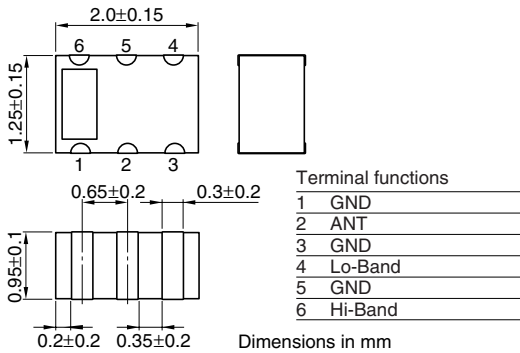 2.0±0.15
6 5 4
1.25±0.15
1 2 3
0.65±0.2 0.3±0.2
0.95±0.1
0.2±0.2 0.35±0.2
Terminal functions
1 GND
2 ANT
3 GND
4 Lo-Band
5 GND
6 Hi-Band
Dimensions in mm